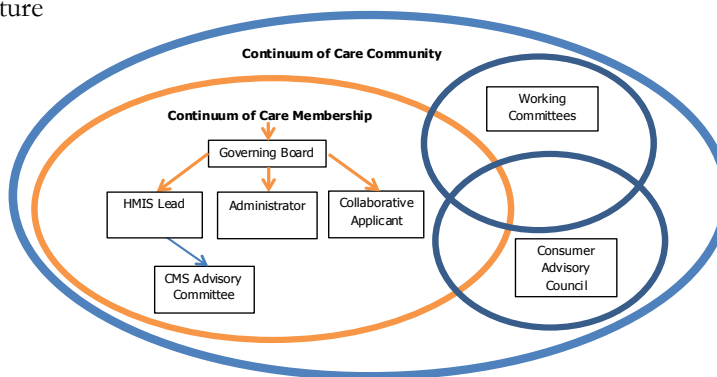 ture
Continuum of Care Community
Working
Committees
Continuum of Care Membership
Governing Board
HMIS Lead
Administrator
Collaborative
Applicant
CMS Advisory
Committee
Consumer
Advisory
Council